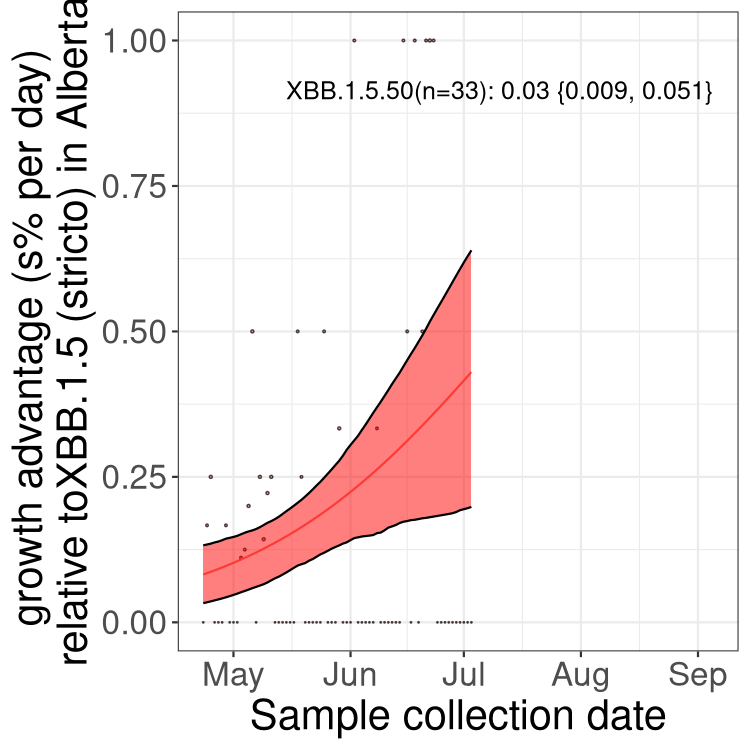 growth advantage (s% per day)
relative toXBB.1.5 (stricto) in Alberta
1.00
0.75
0.50
0.25
0.00
XBB.1.5.50(n=33): 0.03 {0.009, 0.051}
May Jun Jul Aug Sep
Sample collection date